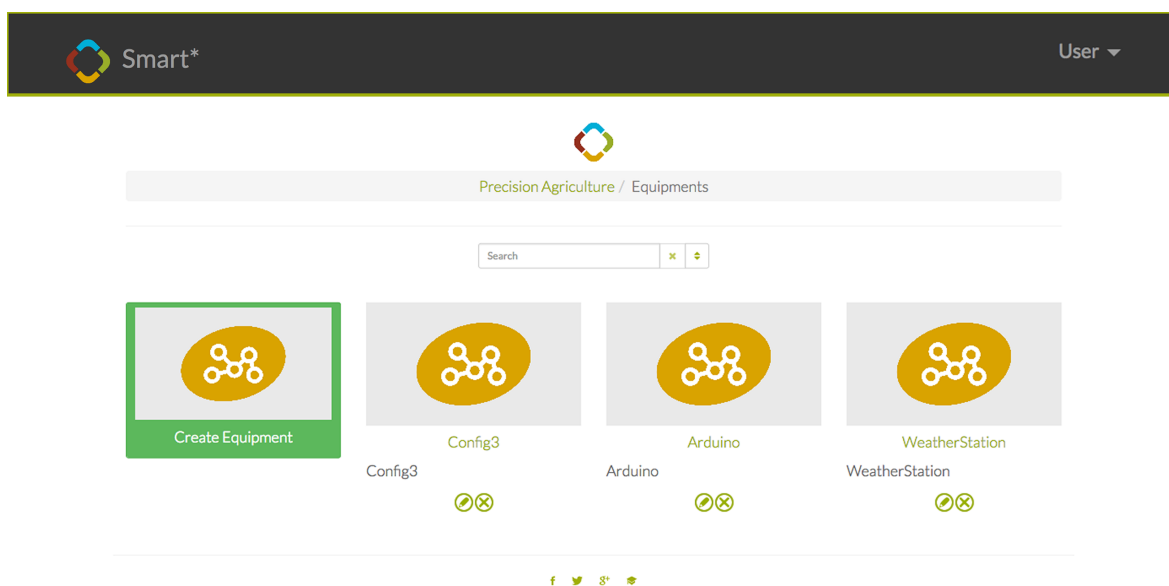 Smart*
User
Precision Agriculture / Equipments
Search
Create Equipment
Config3
Arduino
WeatherStation
Config3
Arduino
WeatherStation